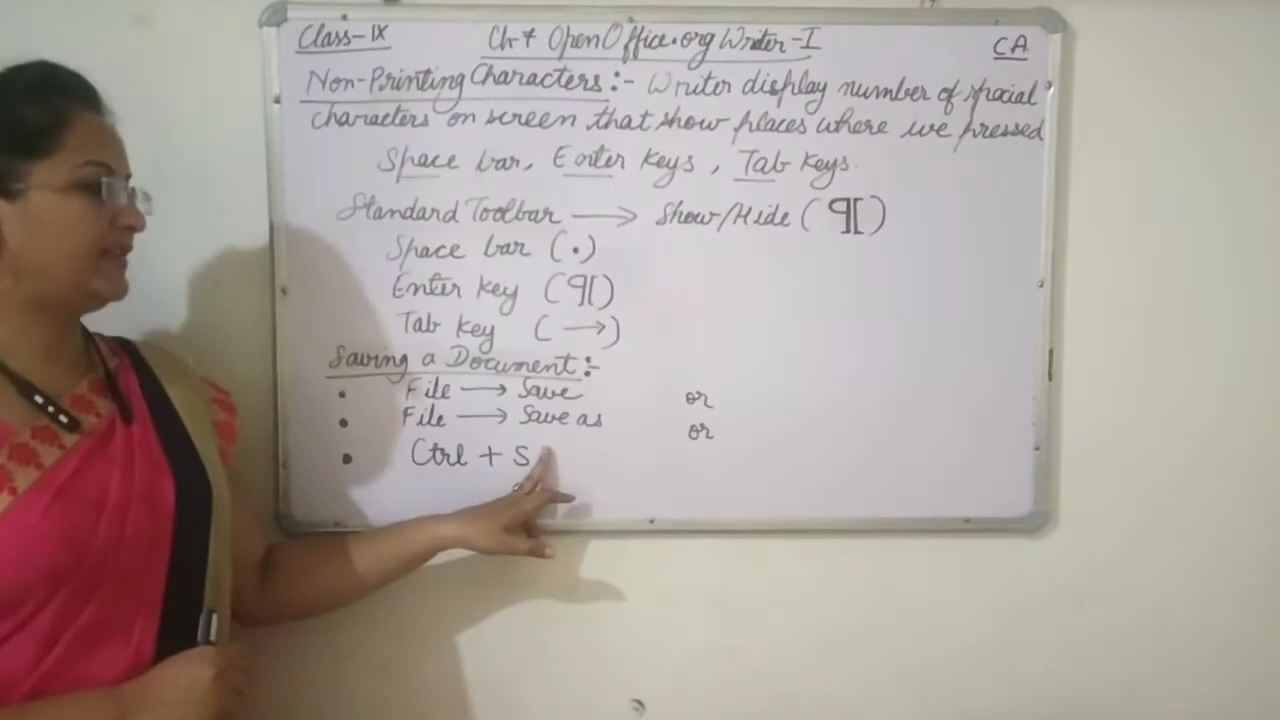 Class-IX
Ch-7 OpenOffice.org Writer-I
CA
Non-Printing Characters:- Writer display number of special
characters on screen that show places where we pressed
Space bar, Enter Keys, Tab Keys.
Standard Toolbar → Show/Hide (¶)
Space bar (•)
Enter key (¶)
Tab key (→)
Saving a Document:-
• File → Save or
• File → Save as or
• Ctrl + S